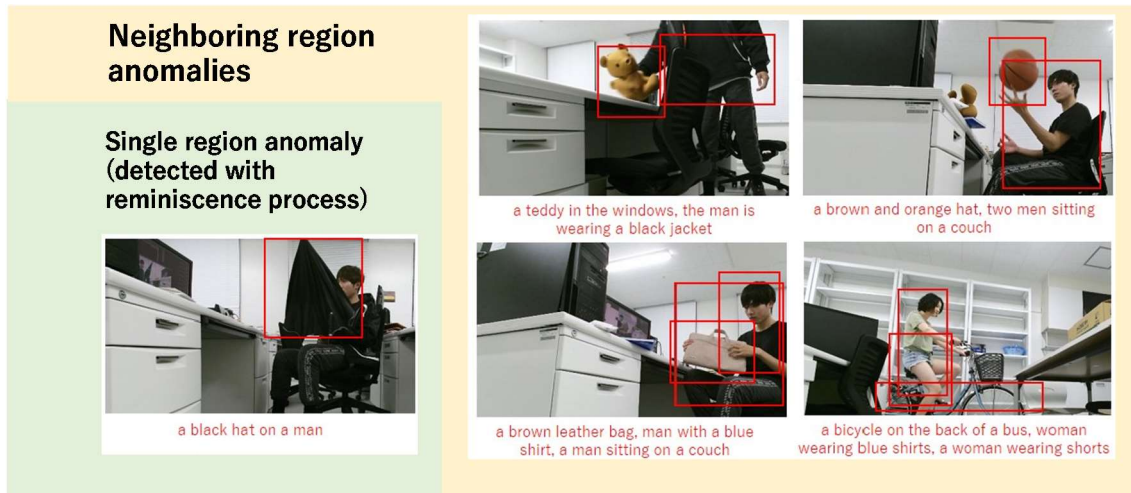 Neighboring region
anomalies
Single region anomaly
(detected with
reminiscence process)
a black hat on a man
a teddy in the windows, the man is
wearing a black jacket
a brown and orange hat, two men sitting
on a couch
a brown leather bag, man with a blue
shirt, a man sitting on a couch
a bicycle on the back of a bus, woman
wearing blue shirts, a woman wearing shorts